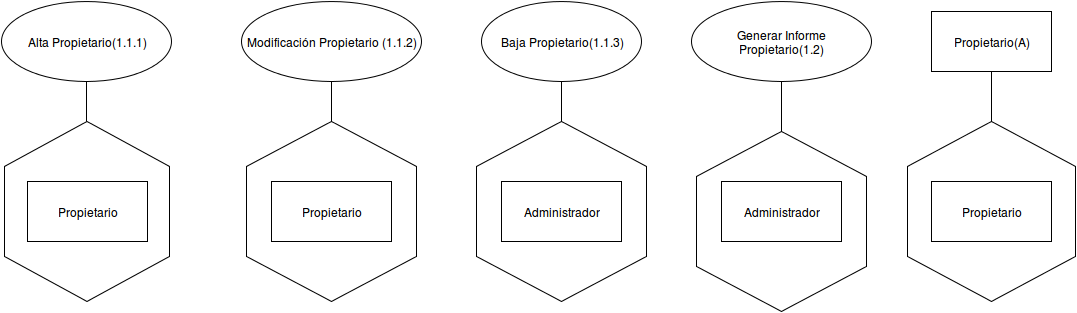 Alta Propietario(1.1.1)
Modificación Propietario (1.1.2)
Baja Propietario(1.1.3)
Generar Informe
Propietario(1.2)
Propietario(A)
Propietario
Propietario
Administrador
Administrador
Propietario